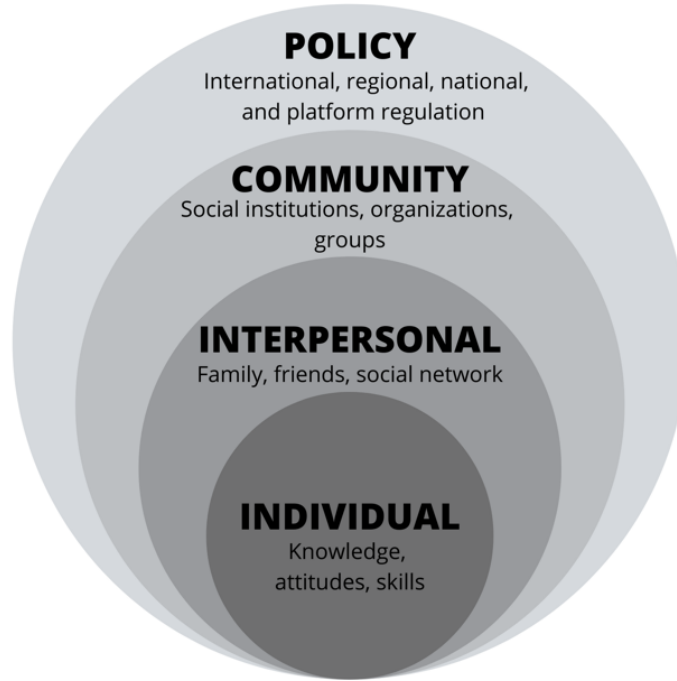 POLICY
International, regional, national,
and platform regulation
COMMUNITY
Social institutions, organizations,
groups
INTERPERSONAL
Family, friends, social network
INDIVIDUAL
Knowledge,
attitudes, skills